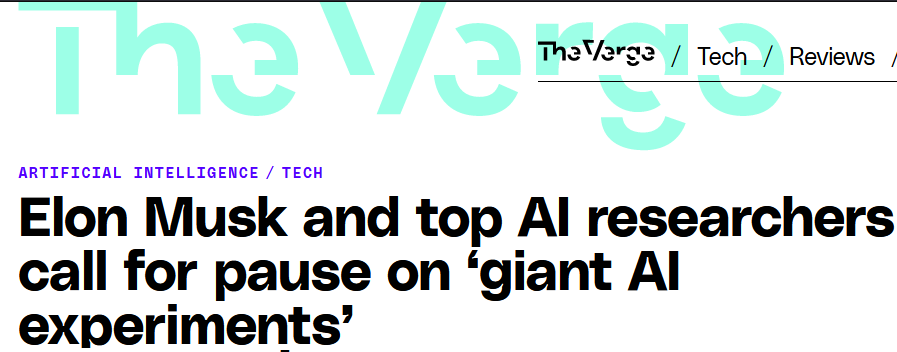 The Verge
The Verge / Tech / Reviews /
ARTIFICIAL INTELLIGENCE / TECH
Elon Musk and top AI researchers
call for pause on ‘giant AI
experiments’